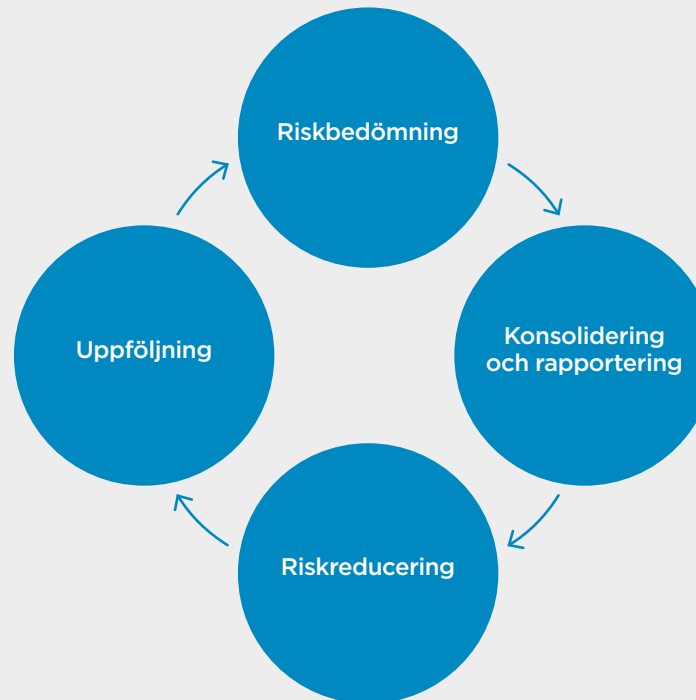 Riskbedömning
Konsolidering
och rapportering
Riskreducering
Uppföljning